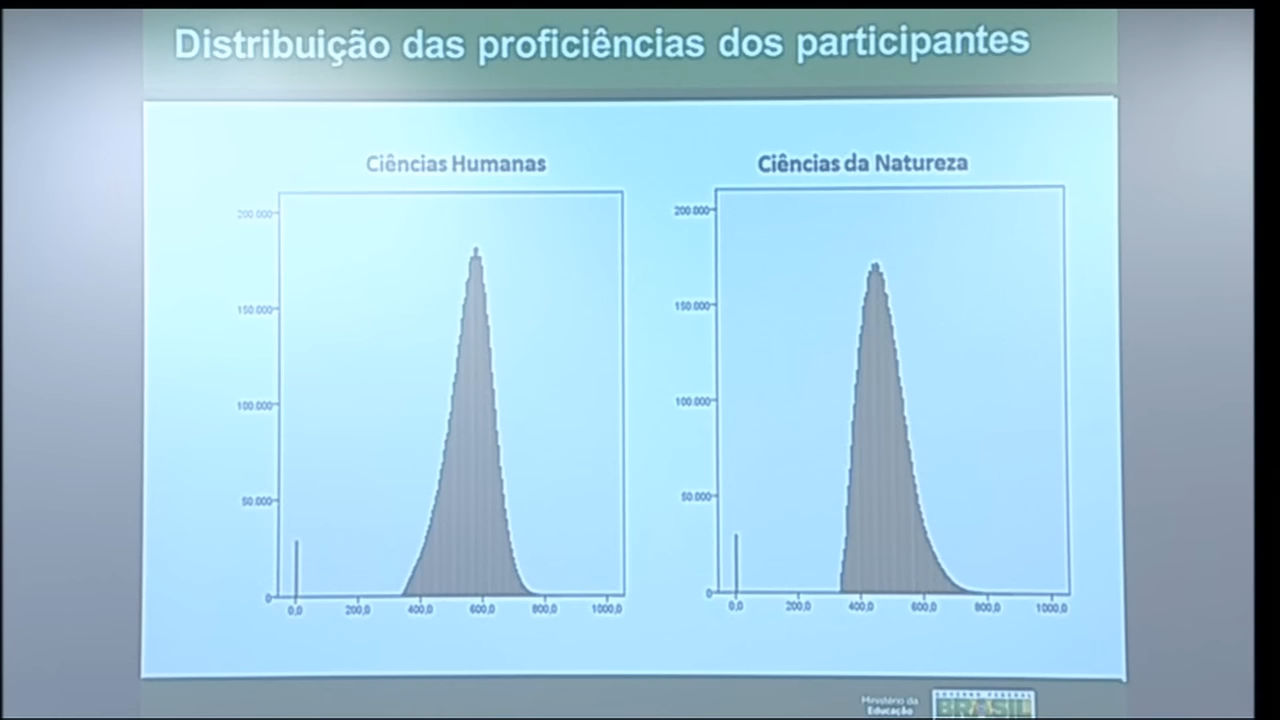 Distribuição das proficiências dos participantes
Ciências Humanas
200.000
150.000
100.000
50.000
0
0,0 200,0 400,0 600,0 800,0 1000,0
Ciências da Natureza
200.000
150.000
100.000
50.000
0
0,0 200,0 400,0 600,0 800,0 1000,0
Ministério da
Educação
GOVERNO FEDERAL
BRASIL